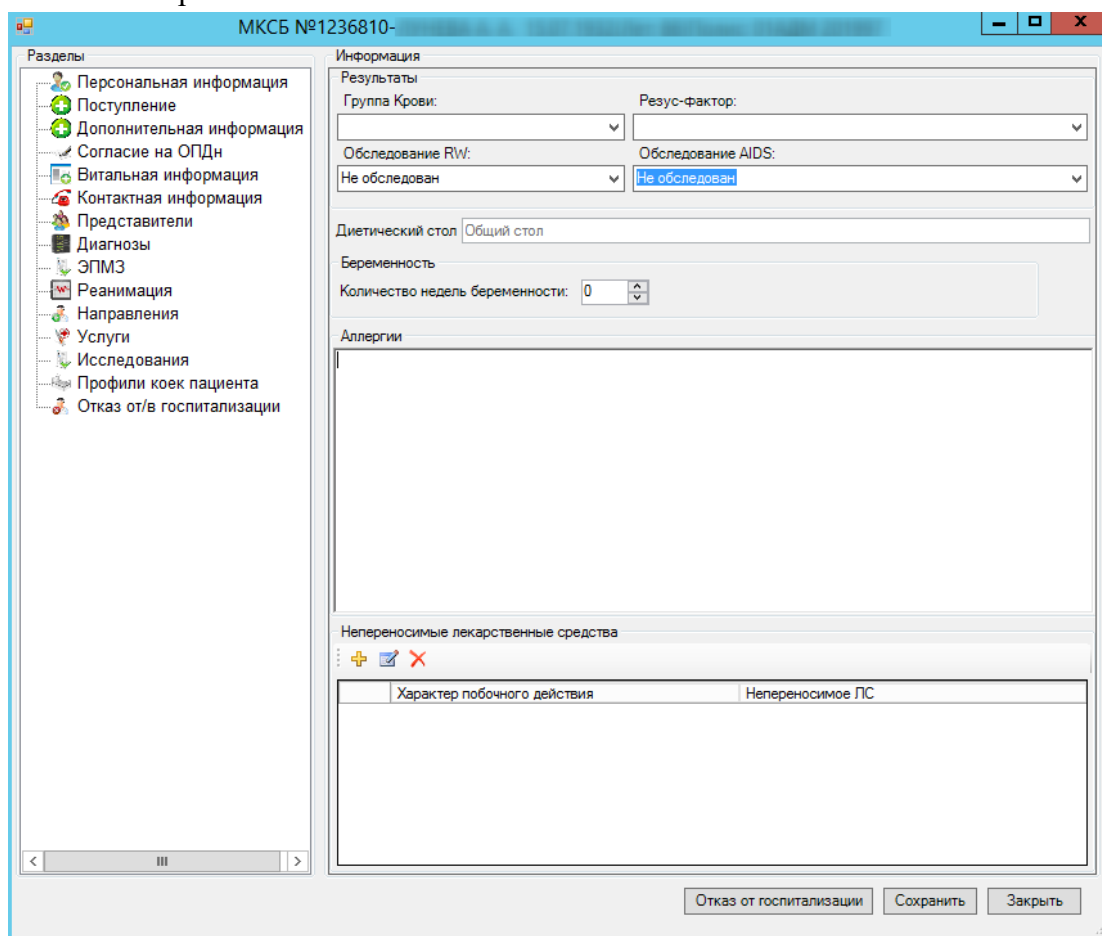 МКСБ №1236810-
Разделы
Персональная информация
Поступление
Дополнительная информация
Согласие на ОПДн
Витальная информация
Контактная информация
Представители
Диагнозы
ЭПМЗ
Реанимация
Направления
Услуги
Исследования
Профили коек пациента
Отказ от/в госпитализации
Информация
Результаты
Группа Крови: Резус-фактор:
Обследование RW: Обследование AIDS:
Не обследован Не обследован
Диетический стол Общий стол
Беременность
Количество недель беременности: 0
Аллергии
Непереносимые лекарственные средства
Характер побочного действия Непереносимое ЛС
Отказ от госпитализации Сохранить Закрыть